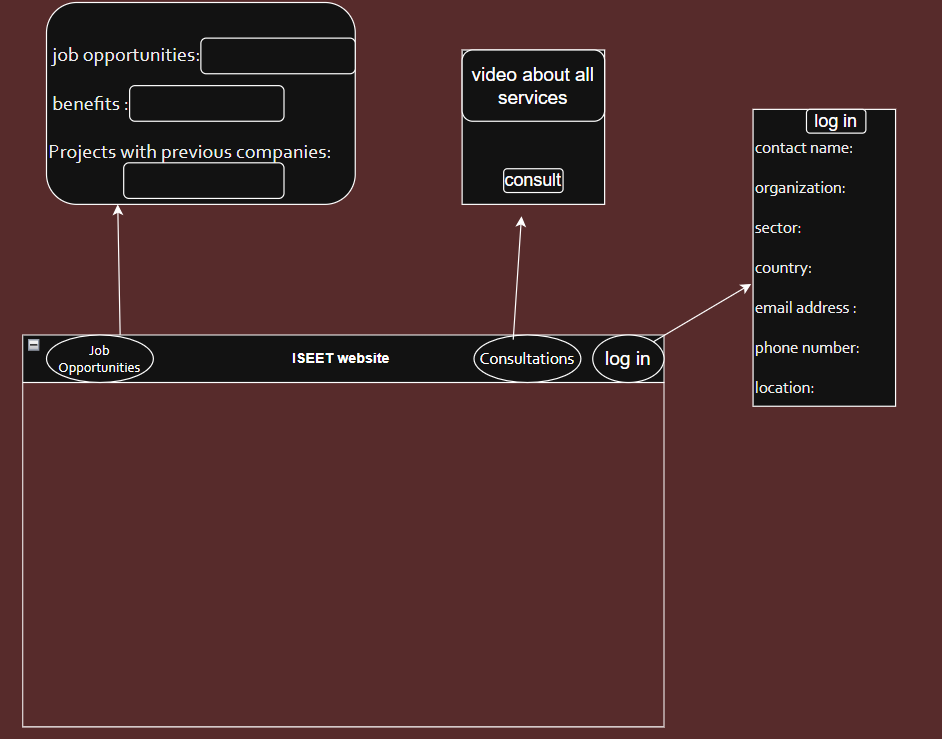 job opportunities:
benefits :
Projects with previous companies:
video about all
services
consult
log in
contact name:
organization:
sector:
country:
email address :
phone number:
location:
Job
Opportunities
ISEET website
Consultations
log in